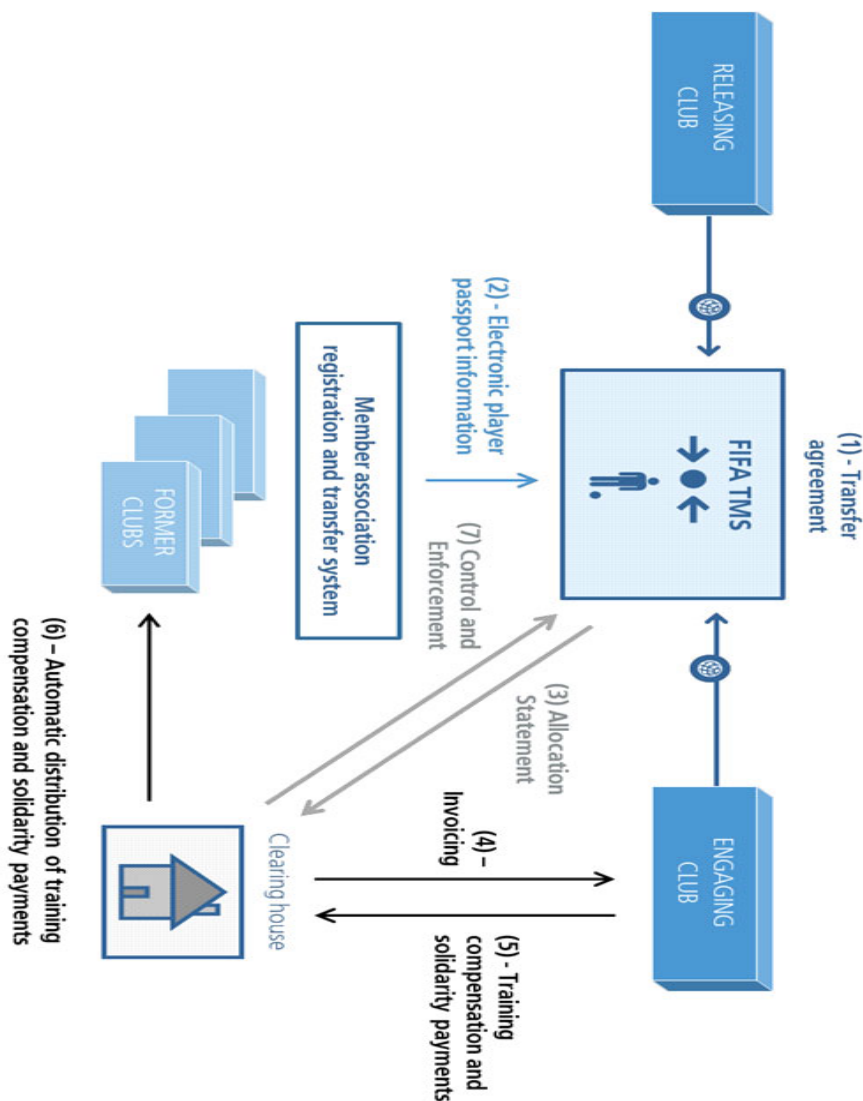 (1) - Transfer
agreement
RELEASING
CLUB
FIFA TMS
ENGAGING
CLUB
(2) - Electronic player
passport information
(7) Control and
Enforcement
(3) Allocation
Statement
(4) –
Invoicing
(5) - Training
compensation and
solidarity payments
Member association
registration and transfer system
FORMER
CLUBS
Clearing house
(6) – Automatic distribution of training
compensation and solidarity payments